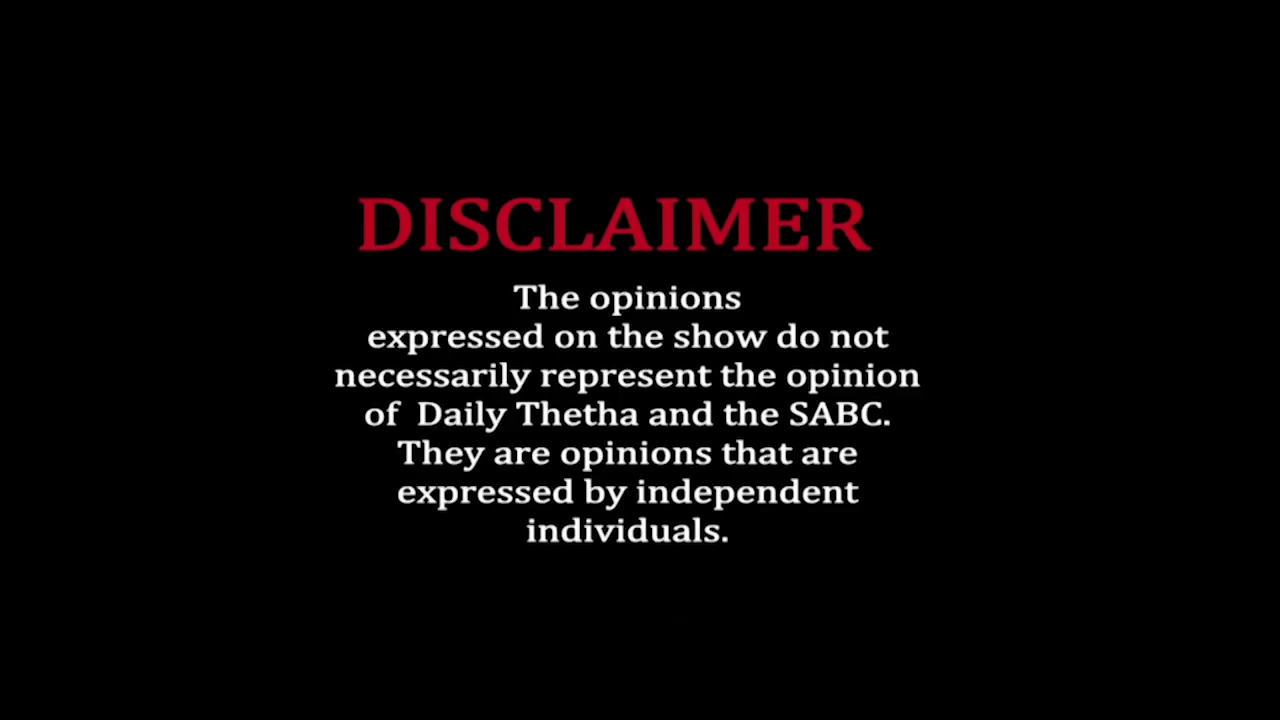 DISCLAIMER
The opinions
expressed on the show do not
necessarily represent the opinion
of  Daily Thetha and the SABC.
They are opinions that are
expressed by independent
individuals.